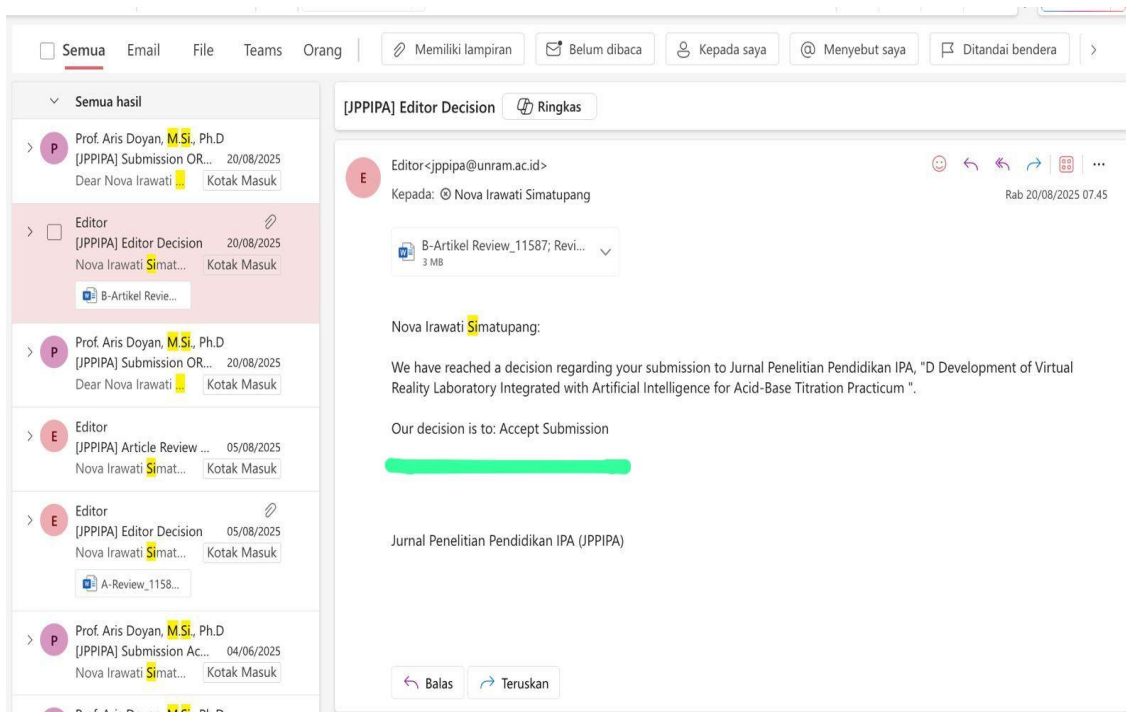 Semua Email File Teams Orang Memiliki lampiran Belum dibaca Kepada saya Menyebut saya Ditandai bendera
Semua hasil
P
Prof. Aris Doyan, M.Si., Ph.D
[JPPIPA] Submission OR... 20/08/2025
Dear Nova Irawati ... Kotak Masuk
Editor
[JPPIPA] Editor Decision 20/08/2025
Nova Irawati Simat... Kotak Masuk
B-Artikel Revie...
P
Prof. Aris Doyan, M.Si., Ph.D
[JPPIPA] Submission OR... 20/08/2025
Dear Nova Irawati ... Kotak Masuk
E
Editor
[JPPIPA] Article Review ... 05/08/2025
Nova Irawati Simat... Kotak Masuk
E
Editor
[JPPIPA] Editor Decision 05/08/2025
Nova Irawati Simat... Kotak Masuk
A-Review_1158...
P
Prof. Aris Doyan, M.Si., Ph.D
[JPPIPA] Submission Ac... 04/06/2025
Nova Irawati Simat... Kotak Masuk
[JPPIPA] Editor Decision Ringkas
E
Editor<jppipa@unram.ac.id>
Kepada: Nova Irawati Simatupang Rab 20/08/2025 07.45
B-Artikel Review_11587; Revi...
3 MB
Nova Irawati Simatupang:
We have reached a decision regarding your submission to Jurnal Penelitian Pendidikan IPA, "D Development of Virtual
Reality Laboratory Integrated with Artificial Intelligence for Acid-Base Titration Practicum ".
Our decision is to: Accept Submission
Jurnal Penelitian Pendidikan IPA (JPPIPA)
Balas Teruskan